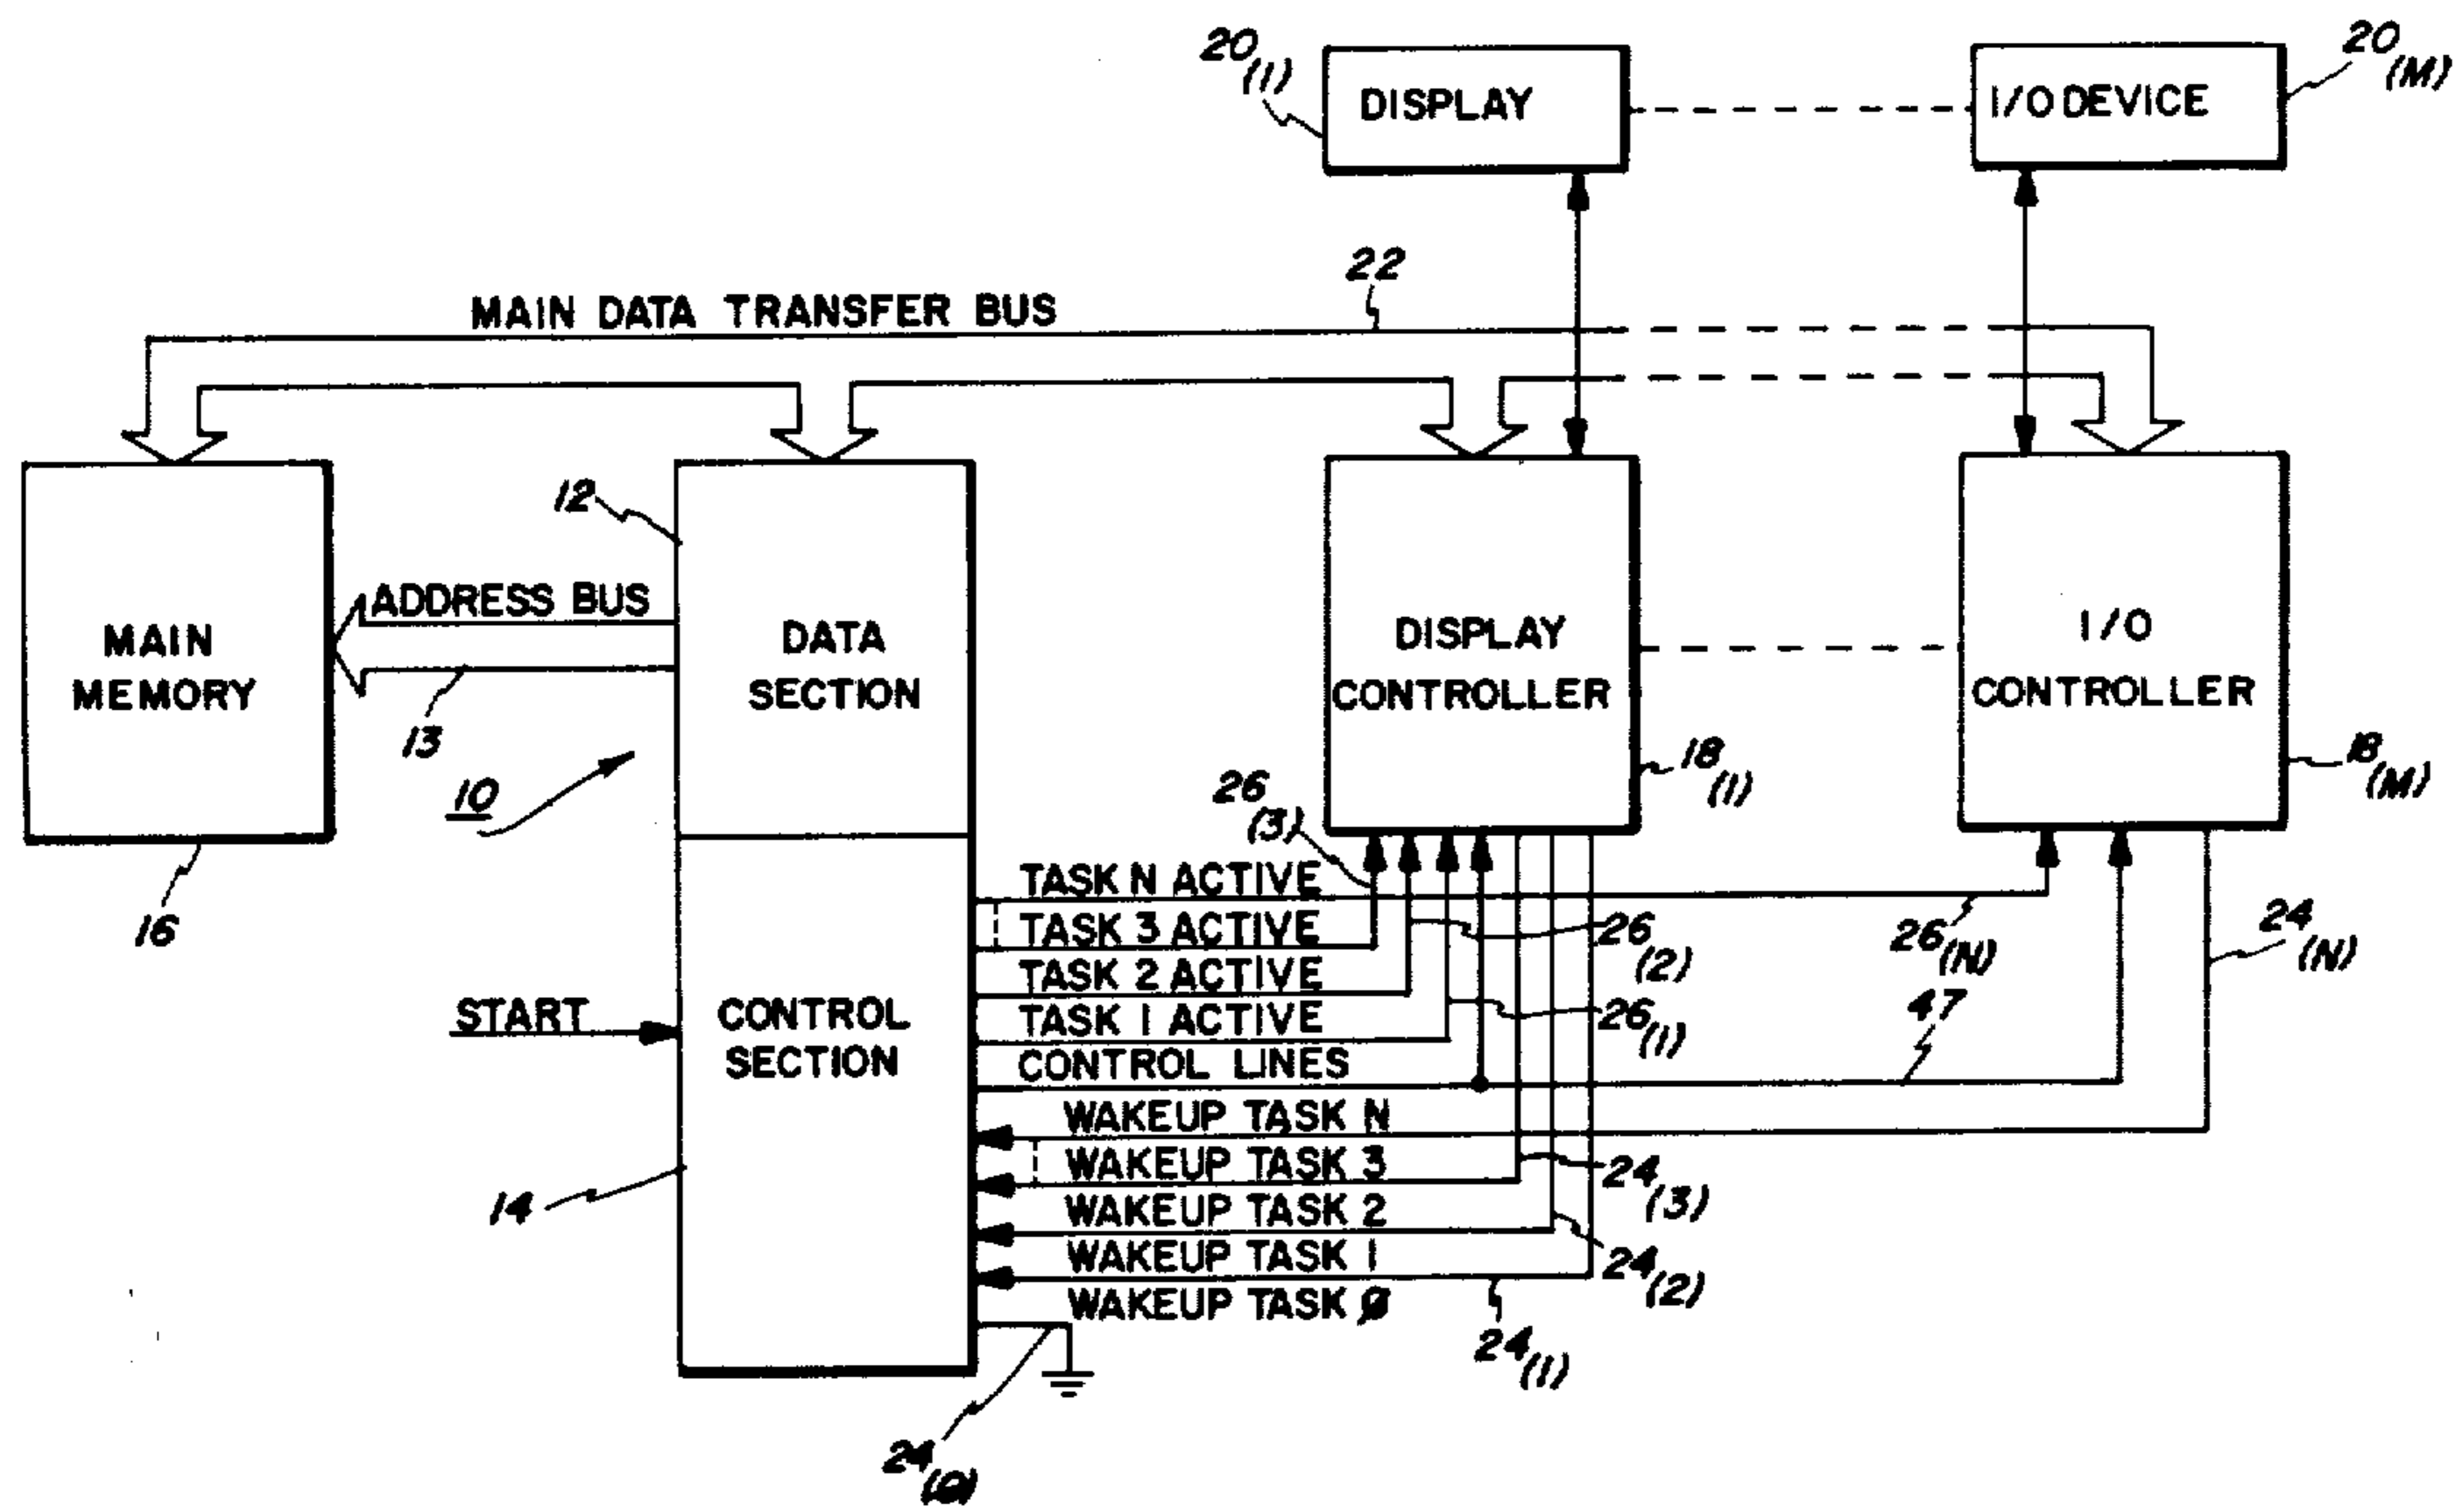 20(1)
DISPLAY
I/O DEVICE
20(M)
22
MAIN DATA TRANSFER BUS
12
ADDRESS BUS
MAIN
MEMORY
DATA
SECTION
DISPLAY
CONTROLLER
I/O
CONTROLLER
13
10
18(1)
18(M)
26(3)
16
TASK N ACTIVE
TASK 3 ACTIVE
26(2)
26(N)
24(N)
TASK 2 ACTIVE
START
CONTROL
SECTION
TASK 1 ACTIVE
26(1)
47
CONTROL LINES
WAKEUP TASK N
WAKEUP TASK 3
24(3)
14
WAKEUP TASK 2
WAKEUP TASK 1
24(2)
WAKEUP TASK Ø
24(1)
24(0)